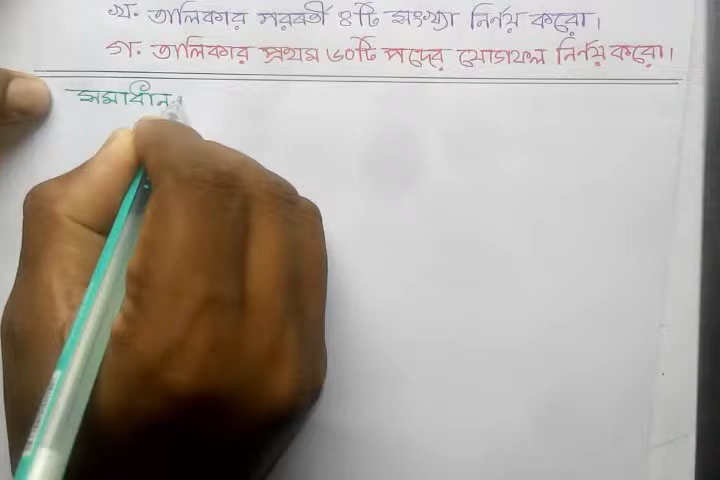 খ. তালিকার পরবর্তী ৪টি সংখ্যা নির্ণয় করো।
গ. তালিকার প্রথম ৬০টি পদের যোগফল নির্ণয় করো।
সমাধান